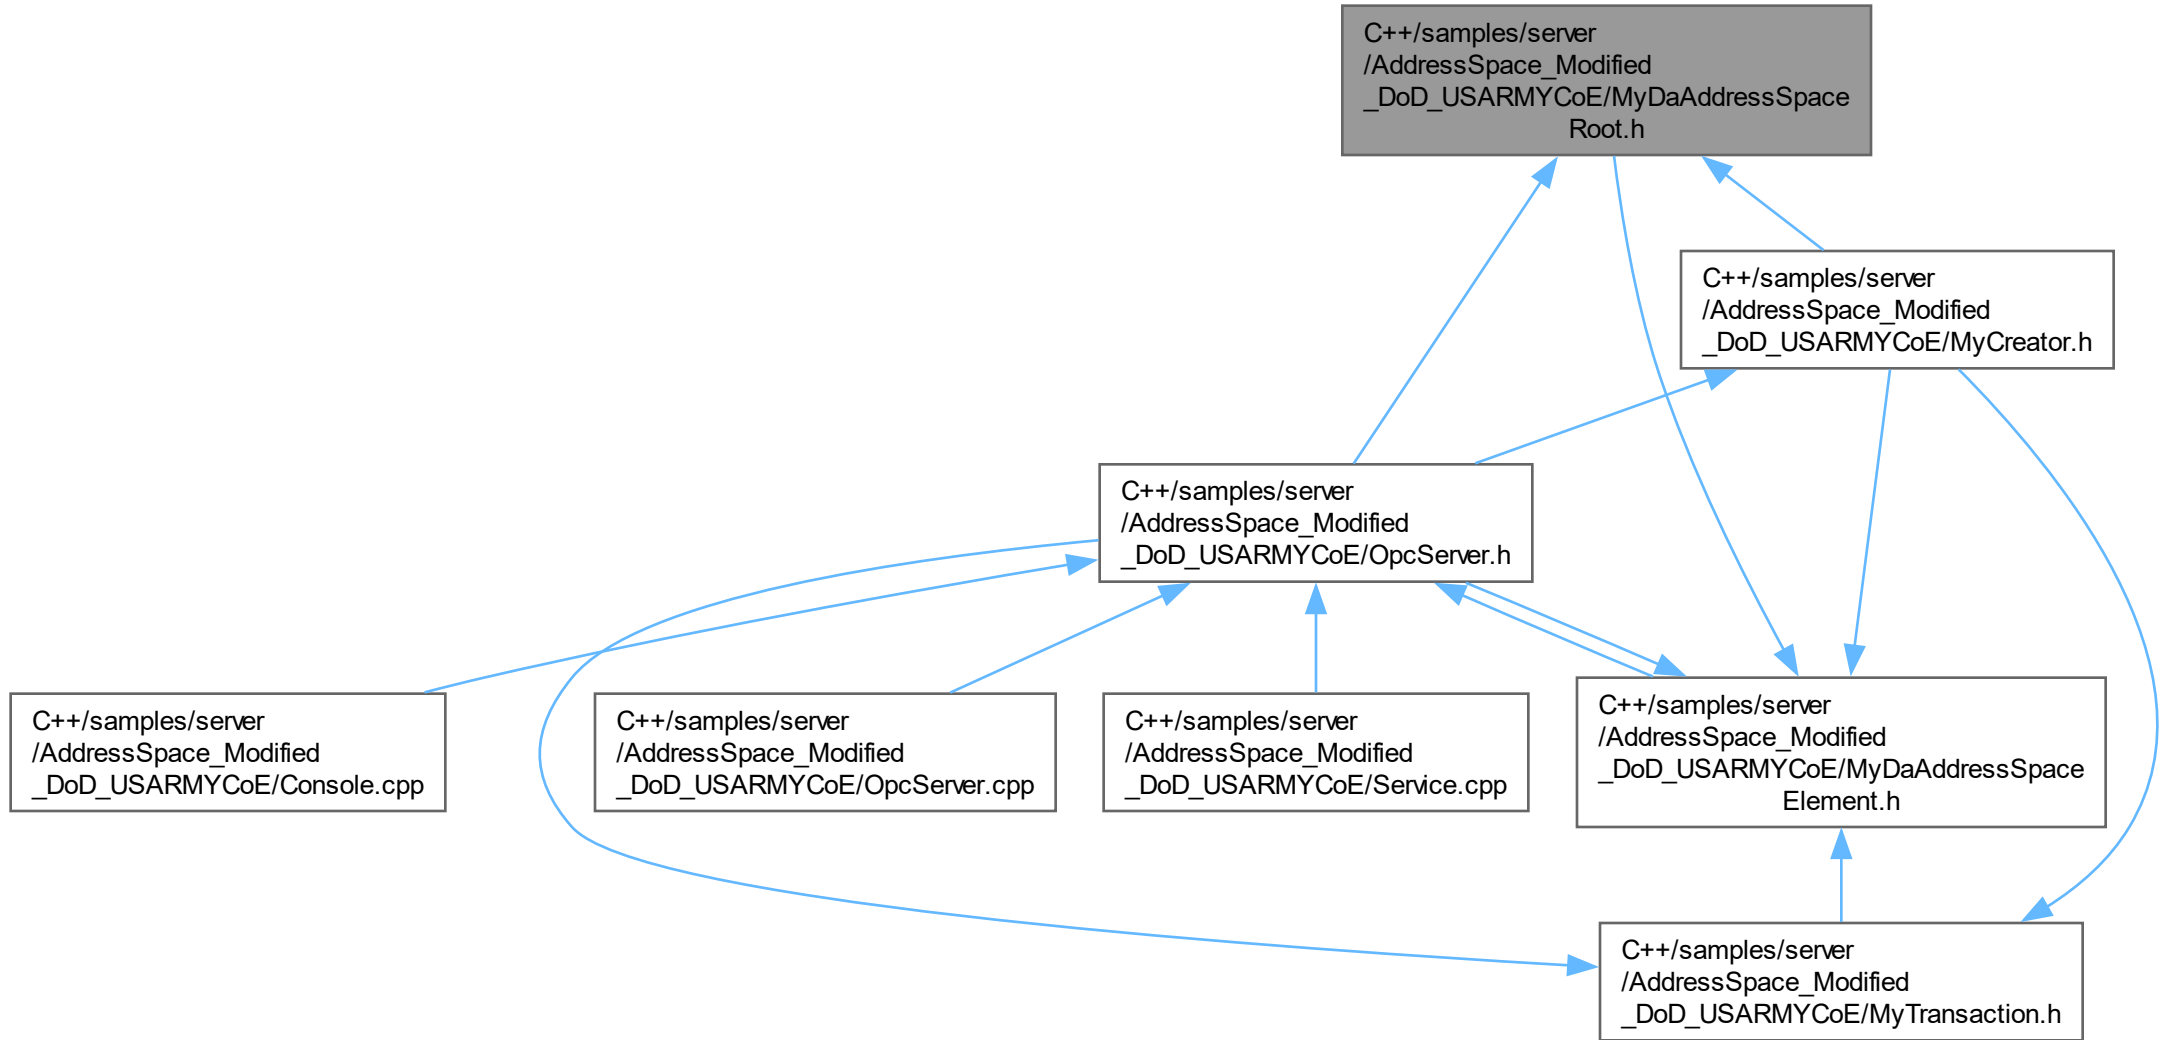 C++/samples/server
/AddressSpace_Modified
_DoD_USARMYCoE/MyDaAddressSpace
Root.h
C++/samples/server
/AddressSpace_Modified
_DoD_USARMYCoE/MyCreator.h
C++/samples/server
/AddressSpace_Modified
_DoD_USARMYCoE/OpcServer.h
C++/samples/server
/AddressSpace_Modified
_DoD_USARMYCoE/Console.cpp
C++/samples/server
/AddressSpace_Modified
_DoD_USARMYCoE/OpcServer.cpp
C++/samples/server
/AddressSpace_Modified
_DoD_USARMYCoE/Service.cpp
C++/samples/server
/AddressSpace_Modified
_DoD_USARMYCoE/MyDaAddressSpace
Element.h
C++/samples/server
/AddressSpace_Modified
_DoD_USARMYCoE/MyTransaction.h